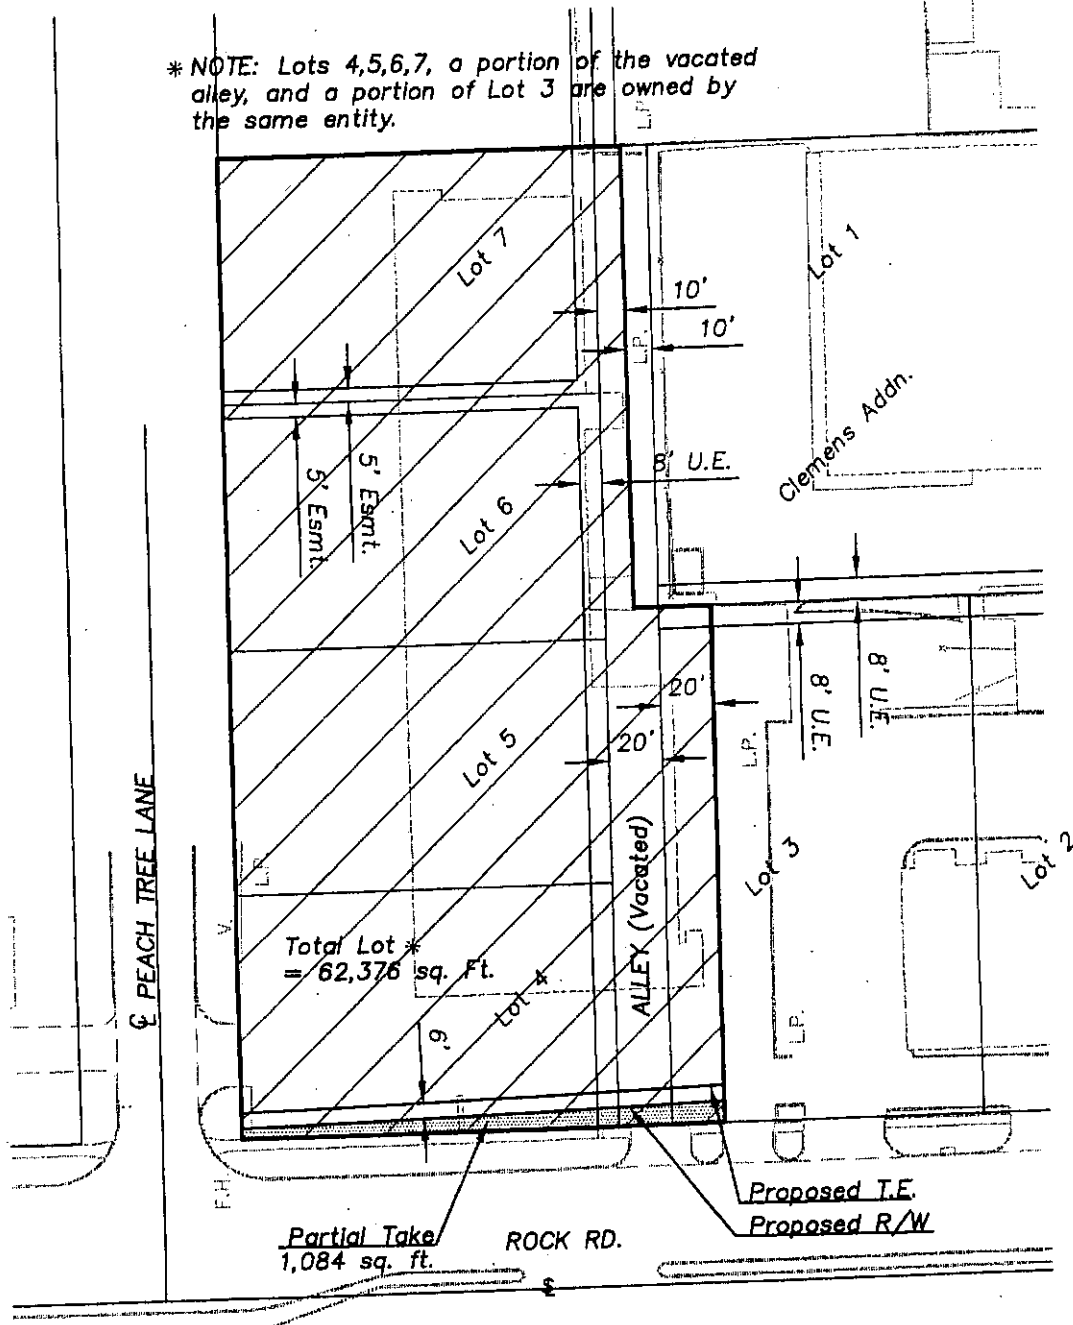 * NOTE: Lots 4,5,6,7, a portion of the vacated
alley, and a portion of Lot 3 are owned by
the same entity.
L.P.
Lot 7
Lot 1
10'
10'
L.P.
Clemens Addn.
5' Esmt.
5' Esmt.
8' U.E.
Lot 6
8' U.E.
8' U.E.
20'
20'
Lot 5
L.P.
℄ PEACH TREE LANE
ALLEY (Vacated)
Lot 3
Lot 2
L.P.
V.
Total Lot *
= 62,376 sq. Ft.
Lot 4
6'
L.P.
F.H.
Proposed T.E.
Proposed R/W
Partial Take
1,084 sq. ft.
ROCK RD.
℄